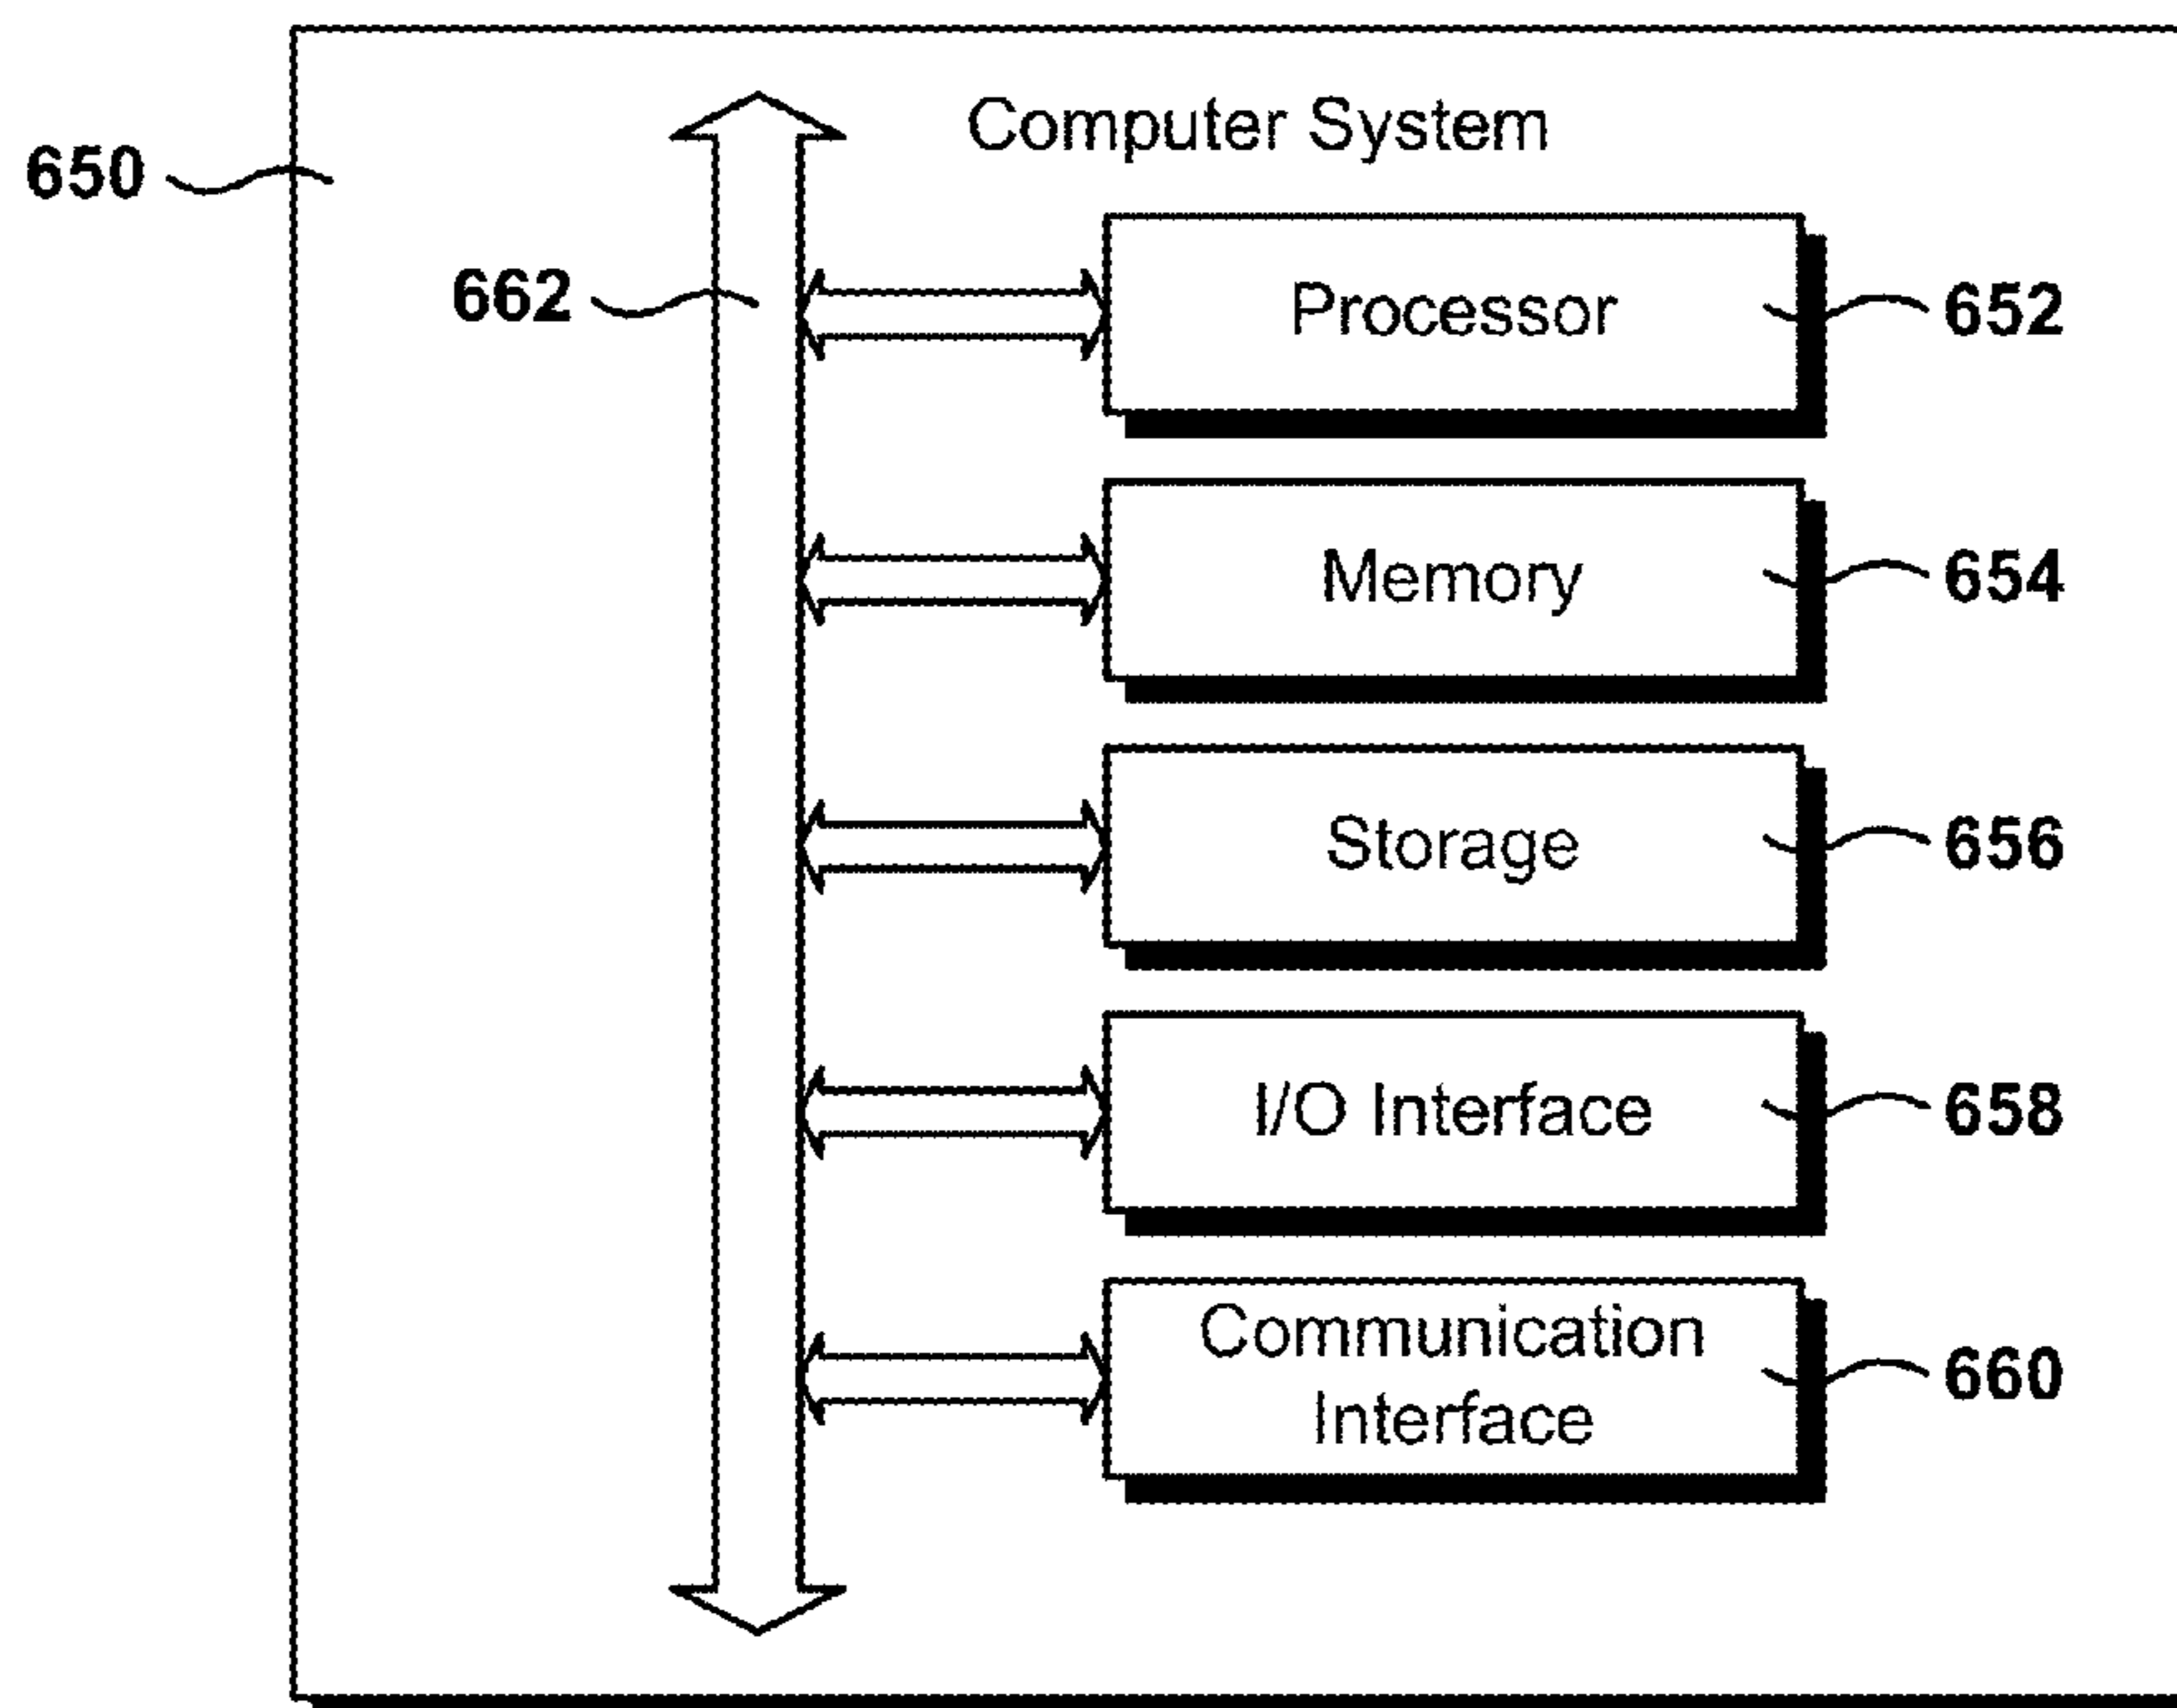 Computer System
650
662
Processor
652
Memory
654
Storage
656
I/O Interface
658
Communication
Interface
660